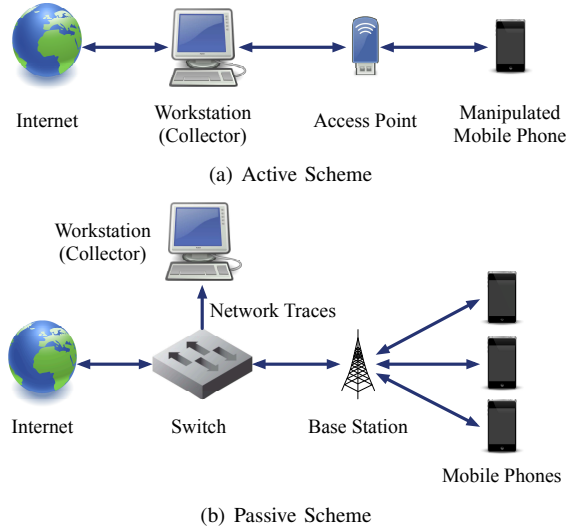 Internet
Workstation
(Collector)
Access Point
Manipulated
Mobile Phone
(a) Active Scheme
Workstation
(Collector)
Network Traces
Internet
Switch
Base Station
Mobile Phones
(b) Passive Scheme